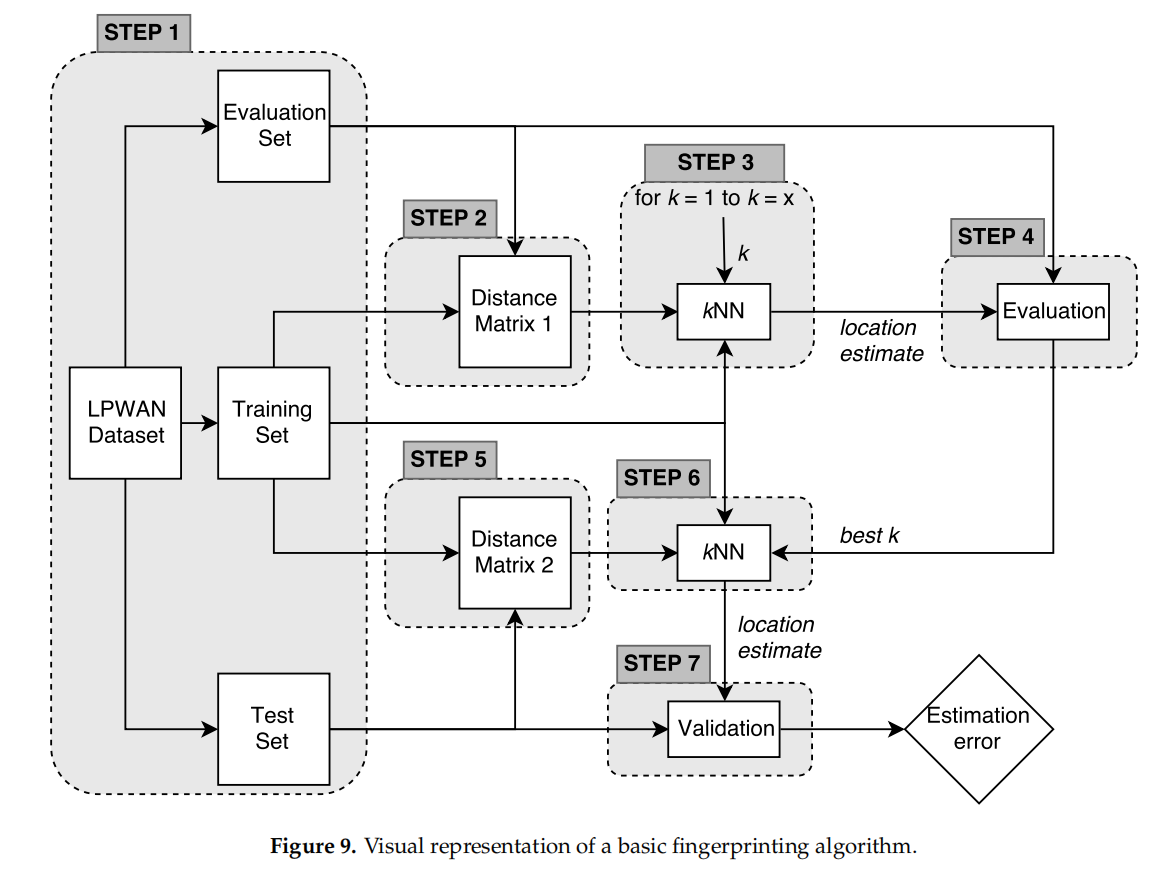 STEP 1
Evaluation
Set
LPWAN
Dataset
Training
Set
Test
Set
STEP 2
Distance
Matrix 1
STEP 3
for k = 1 to k = x
k
kNN
location
estimate
STEP 4
Evaluation
STEP 5
Distance
Matrix 2
STEP 6
kNN
best k
location
estimate
STEP 7
Validation
Estimation
error
Figure 9. Visual representation of a basic fingerprinting algorithm.